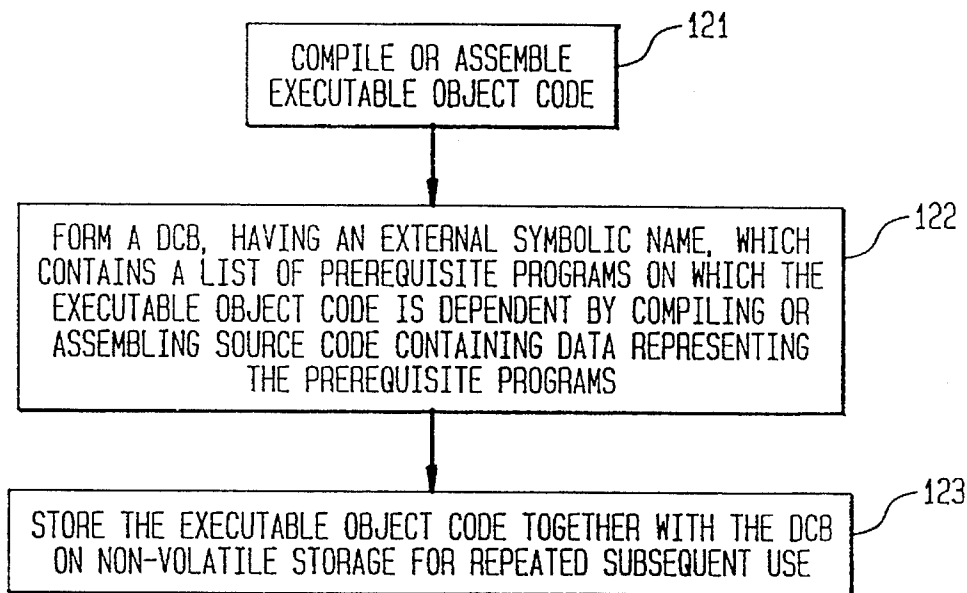 121
COMPILE OR ASSEMBLE
EXECUTABLE OBJECT CODE
122
FORM A DCB, HAVING AN EXTERNAL SYMBOLIC NAME, WHICH
CONTAINS A LIST OF PREREQUISITE PROGRAMS ON WHICH THE
EXECUTABLE OBJECT CODE IS DEPENDENT BY COMPILING OR
ASSEMBLING SOURCE CODE CONTAINING DATA REPRESENTING
THE PREREQUISITE PROGRAMS
123
STORE THE EXECUTABLE OBJECT CODE TOGETHER WITH THE DCB
ON NON-VOLATILE STORAGE FOR REPEATED SUBSEQUENT USE